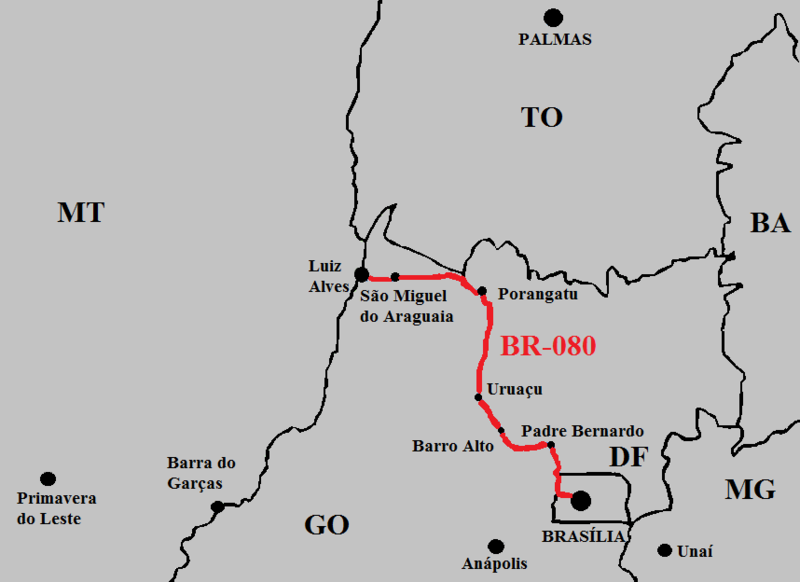 PALMAS
TO
MT
BA
Luiz
Alves
São Miguel
do Araguaia
Porangatu
BR-080
Uruaçu
Padre Bernardo
Barro Alto
DF
Barra do
Garças
Primavera
do Leste
MG
GO
BRASÍLIA
Anápolis
Unaí